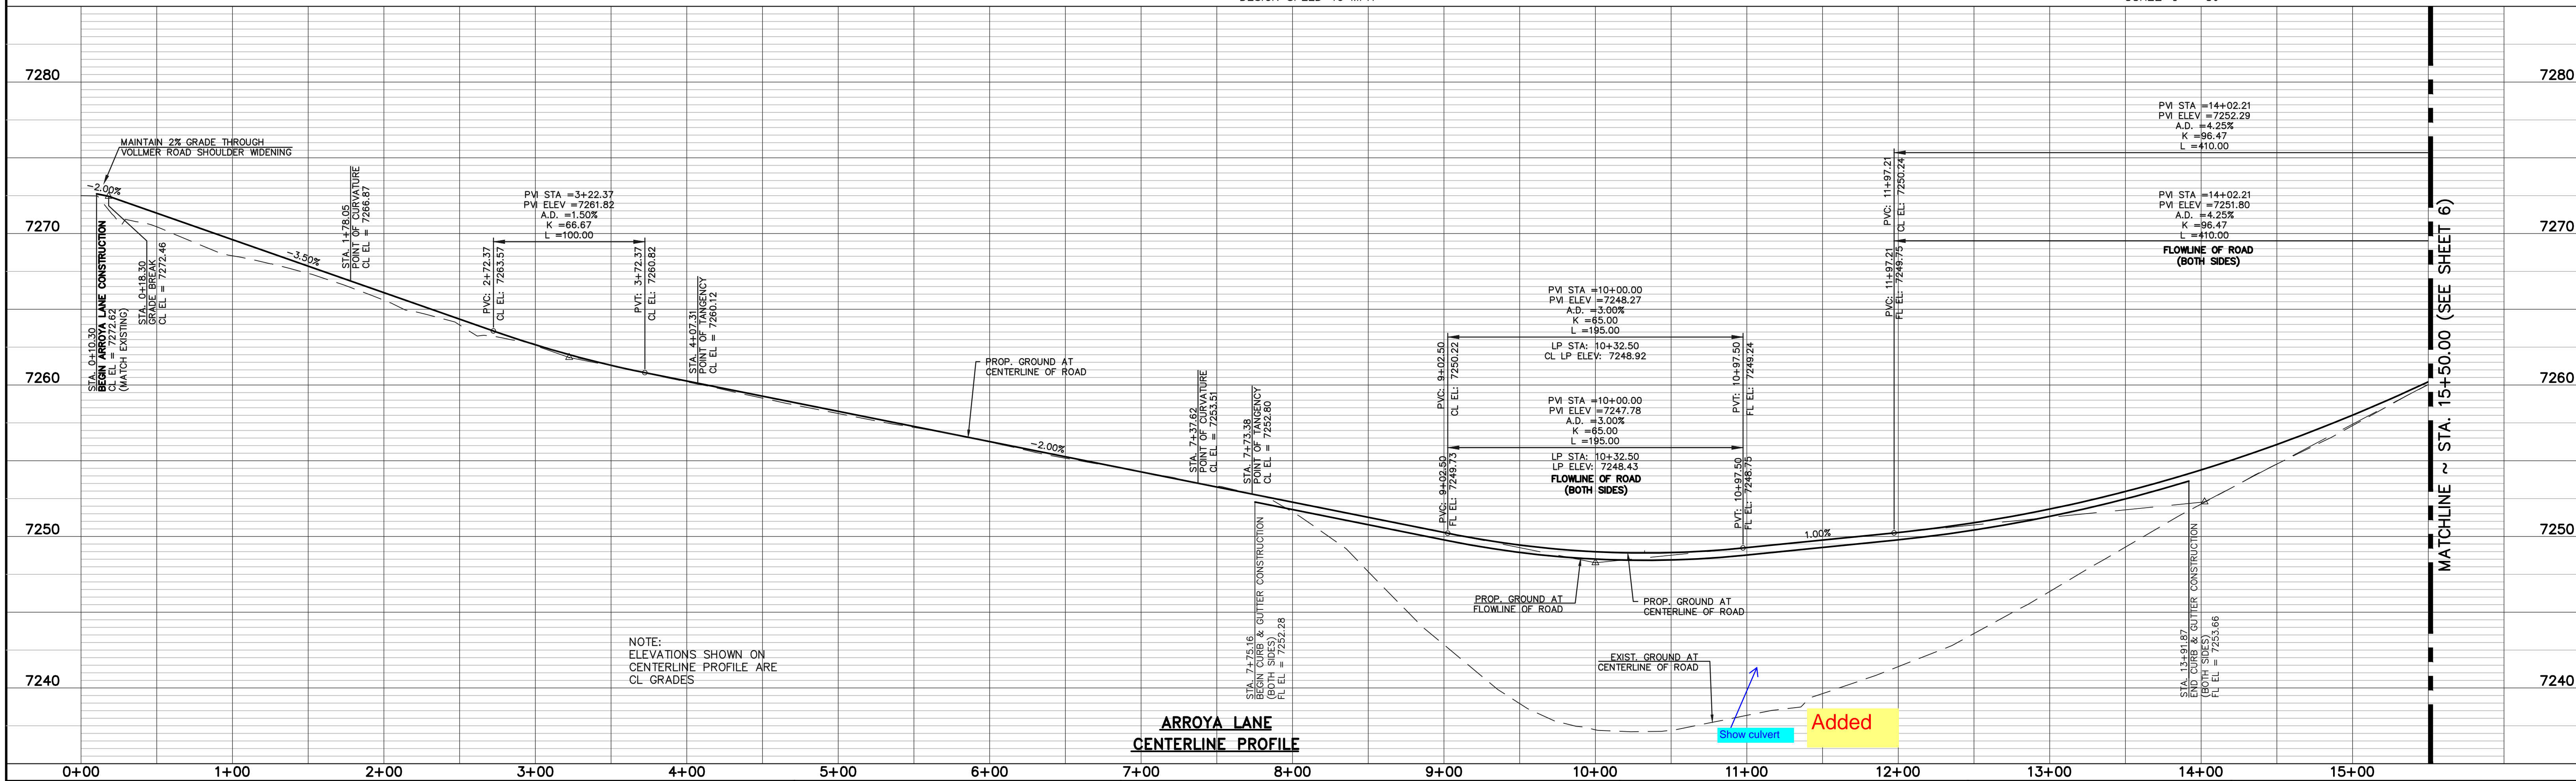 7280
7270
7260
7250
7240
MAINTAIN 2% GRADE THROUGH
VOLLMER ROAD SHOULDER WIDENING
-2.00%
STA. 0+10.30
BEGIN ARROYA LANE CONSTRUCTION
CL EL = 7272.62
(MATCH EXISTING)
STA. 0+18.30
GRADE BREAK
CL EL = 7272.46
-3.50%
STA. 1+78.05
POINT OF CURVATURE
CL EL = 7266.87
PVI STA =3+22.37
PVI ELEV =7261.82
A.D. =1.50%
K =66.67
L =100.00
PVC: 2+72.37
CL EL: 7263.57
PVT: 3+72.37
CL EL: 7260.82
STA. 4+07.31
POINT OF TANGENCY
CL EL = 7260.12
PROP. GROUND AT
CENTERLINE OF ROAD
-2.00%
STA. 7+37.62
POINT OF CURVATURE
CL EL = 7253.51
STA. 7+73.38
POINT OF TANGENCY
CL EL = 7252.80
STA. 7+75.16
BEGIN CURB & GUTTER CONSTRUCTION
(BOTH SIDES)
FL EL = 7252.28
PVI STA =10+00.00
PVI ELEV =7248.27
A.D. =3.00%
K =65.00
L =195.00
LP STA: 10+32.50
CL LP ELEV: 7248.92
PVC: 9+02.50
CL EL: 7250.22
PVT: 10+97.50
FL EL: 7249.24
PVI STA =10+00.00
PVI ELEV =7247.78
A.D. =3.00%
K =65.00
L =195.00
LP STA: 10+32.50
LP ELEV: 7248.43
FLOWLINE OF ROAD
(BOTH SIDES)
PVC: 9+02.50
FL EL: 7249.73
PVT: 10+97.50
FL EL: 7248.75
PROP. GROUND AT
FLOWLINE OF ROAD
PROP. GROUND AT
CENTERLINE OF ROAD
EXIST. GROUND AT
CENTERLINE OF ROAD
1.00%
PVC: 11+97.21
CL EL: 7250.24
PVC: 11+97.21
FL EL: 7249.75
PVI STA =14+02.21
PVI ELEV =7252.29
A.D. =4.25%
K =96.47
L =410.00
PVI STA =14+02.21
PVI ELEV =7251.80
A.D. =4.25%
K =96.47
L =410.00
FLOWLINE OF ROAD
(BOTH SIDES)
STA. 13+91.87
END CURB & GUTTER CONSTRUCTION
(BOTH SIDES)
FL EL = 7253.66
MATCHLINE ~ STA. 15+50.00 (SEE SHEET 6)
7280
7270
7260
7250
7240
NOTE:
ELEVATIONS SHOWN ON
CENTERLINE PROFILE ARE
CL GRADES
Show culvert
Added
ARROYA LANE
CENTERLINE PROFILE
0+00 1+00 2+00 3+00 4+00 5+00 6+00 7+00 8+00 9+00 10+00 11+00 12+00 13+00 14+00 15+00